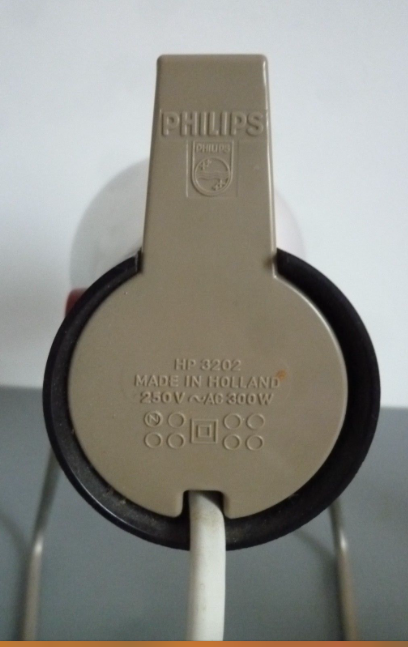 PHILIPS
PHILIPS
HP 3202
MADE IN HOLLAND
250V ~AC 300W
N